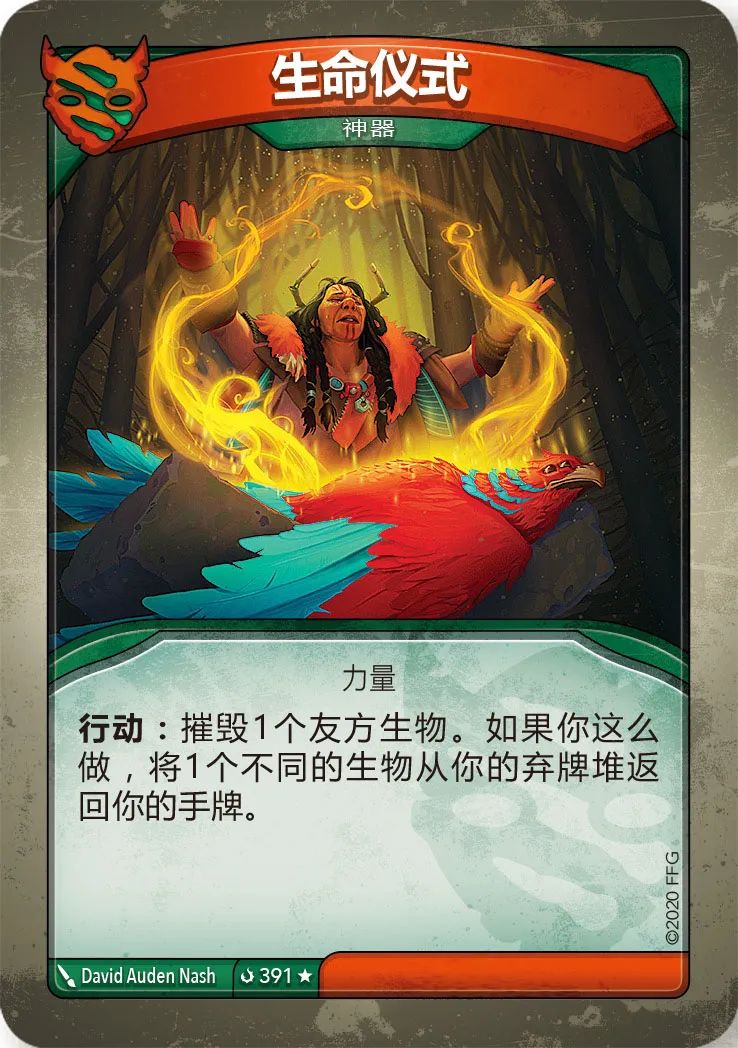 生命仪式
神器
力量
行动：摧毁1个友方生物。如果你这么
做，将1个不同的生物从你的弃牌堆返
回你的手牌。
©2020 FFG
David Auden Nash
391